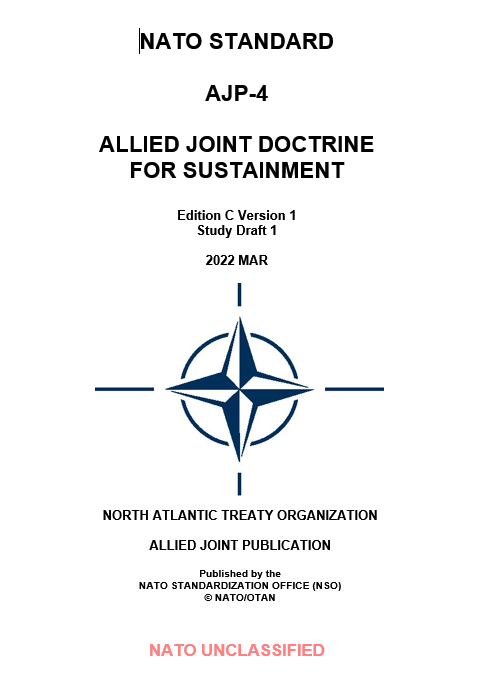 NATO STANDARD
AJP-4
ALLIED JOINT DOCTRINE
FOR SUSTAINMENT
Edition C Version 1
Study Draft 1
2022 MAR
NORTH ATLANTIC TREATY ORGANIZATION
ALLIED JOINT PUBLICATION
Published by the
NATO STANDARDIZATION OFFICE (NSO)
© NATO/OTAN
NATO UNCLASSIFIED